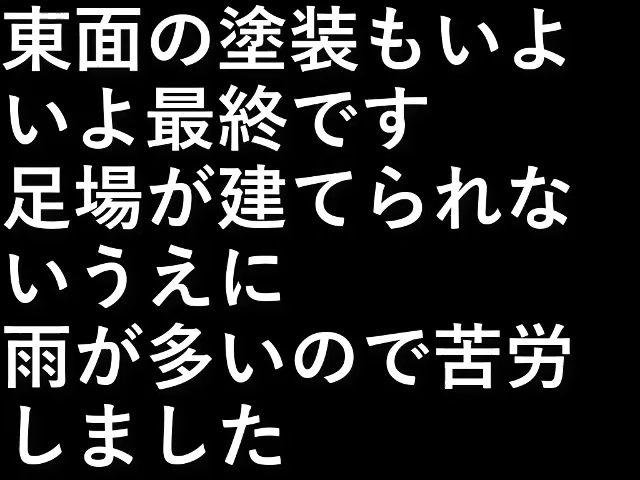 東面の塗装もいよ
いよ最終です
足場が建てられな
いうえに
雨が多いので苦労
しました